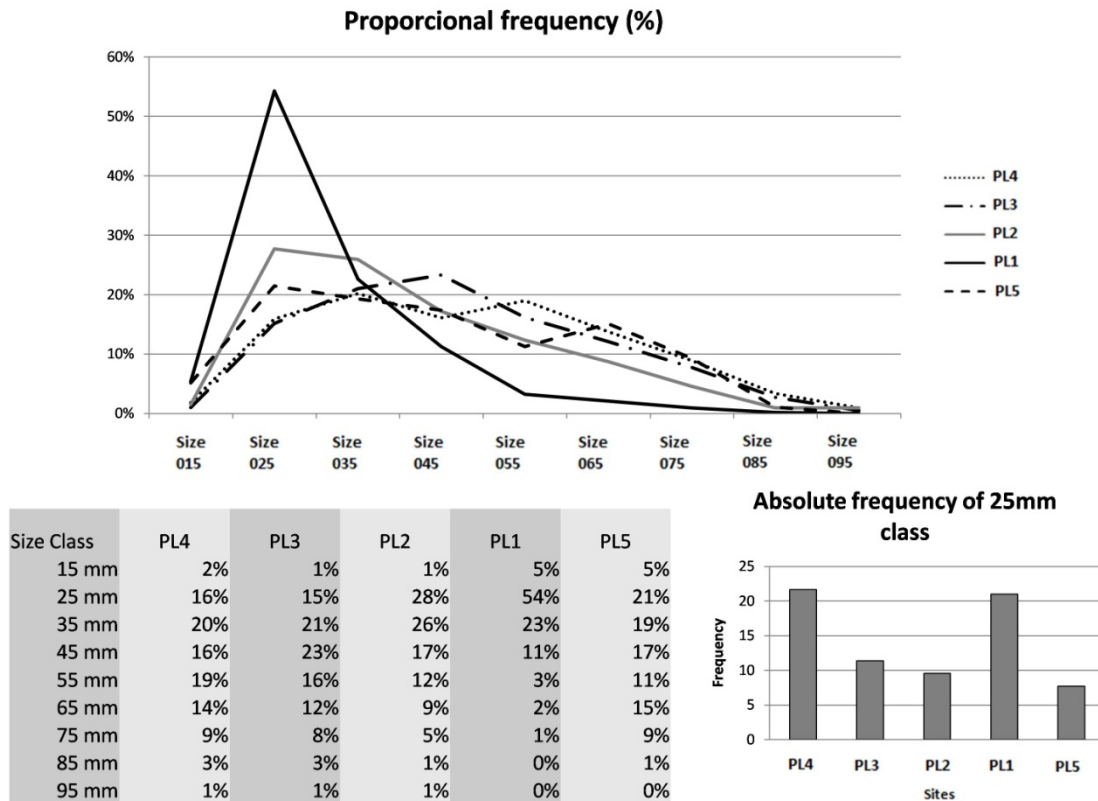 Proporcional frequency (%)
60%
50%
40%
30%
20%
10%
0%
Size 015
Size 025
Size 035
Size 045
Size 055
Size 065
Size 075
Size 085
Size 095
PL4
PL3
PL2
PL1
PL5
Size Class PL4 PL3 PL2 PL1 PL5
15 mm 2% 1% 1% 5% 5%
25 mm 16% 15% 28% 54% 21%
35 mm 20% 21% 26% 23% 19%
45 mm 16% 23% 17% 11% 17%
55 mm 19% 16% 12% 3% 11%
65 mm 14% 12% 9% 2% 15%
75 mm 9% 8% 5% 1% 9%
85 mm 3% 3% 1% 0% 1%
95 mm 1% 1% 1% 0% 0%
Absolute frequency of 25mm
class
Frequency
25
20
15
10
5
0
PL4 PL3 PL2 PL1 PL5
Sites